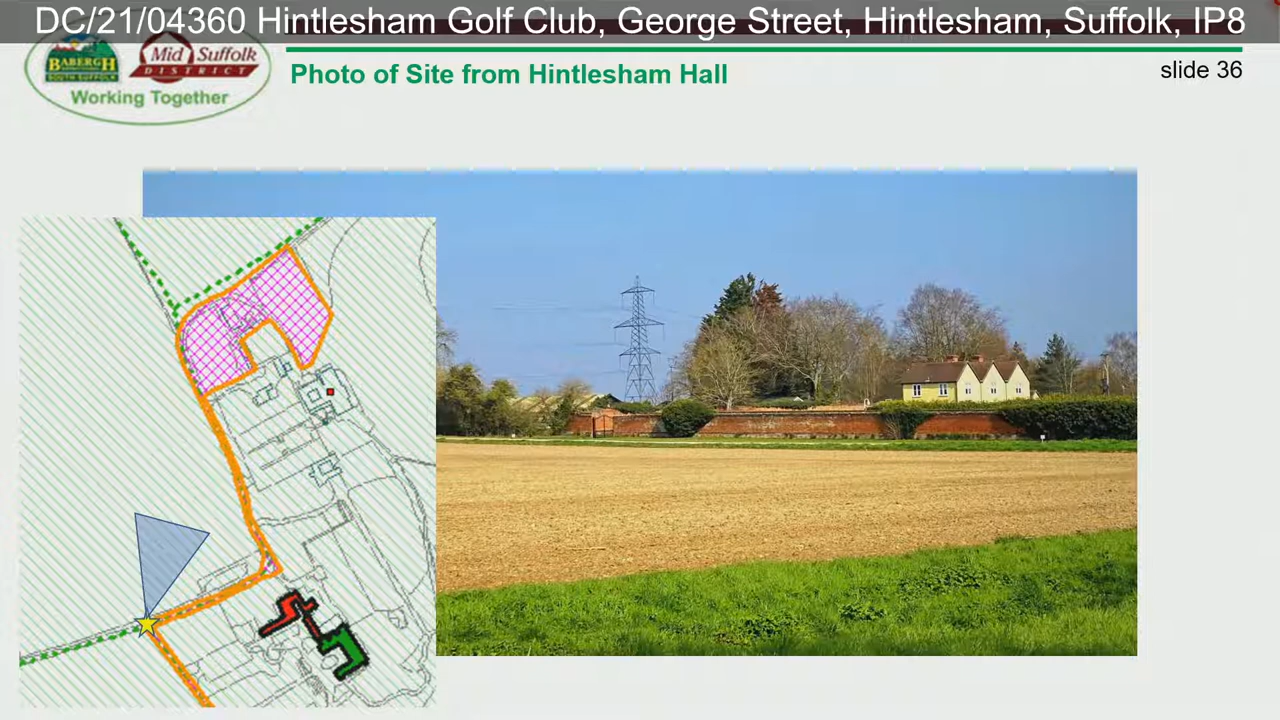 DC/21/04360 Hintlesham Golf Club, George Street, Hintlesham, Suffolk, IP8
BABERGH
SOUTH SUFFOLK
Mid Suffolk
DISTRICT
Working Together
Photo of Site from Hintlesham Hall
slide 36